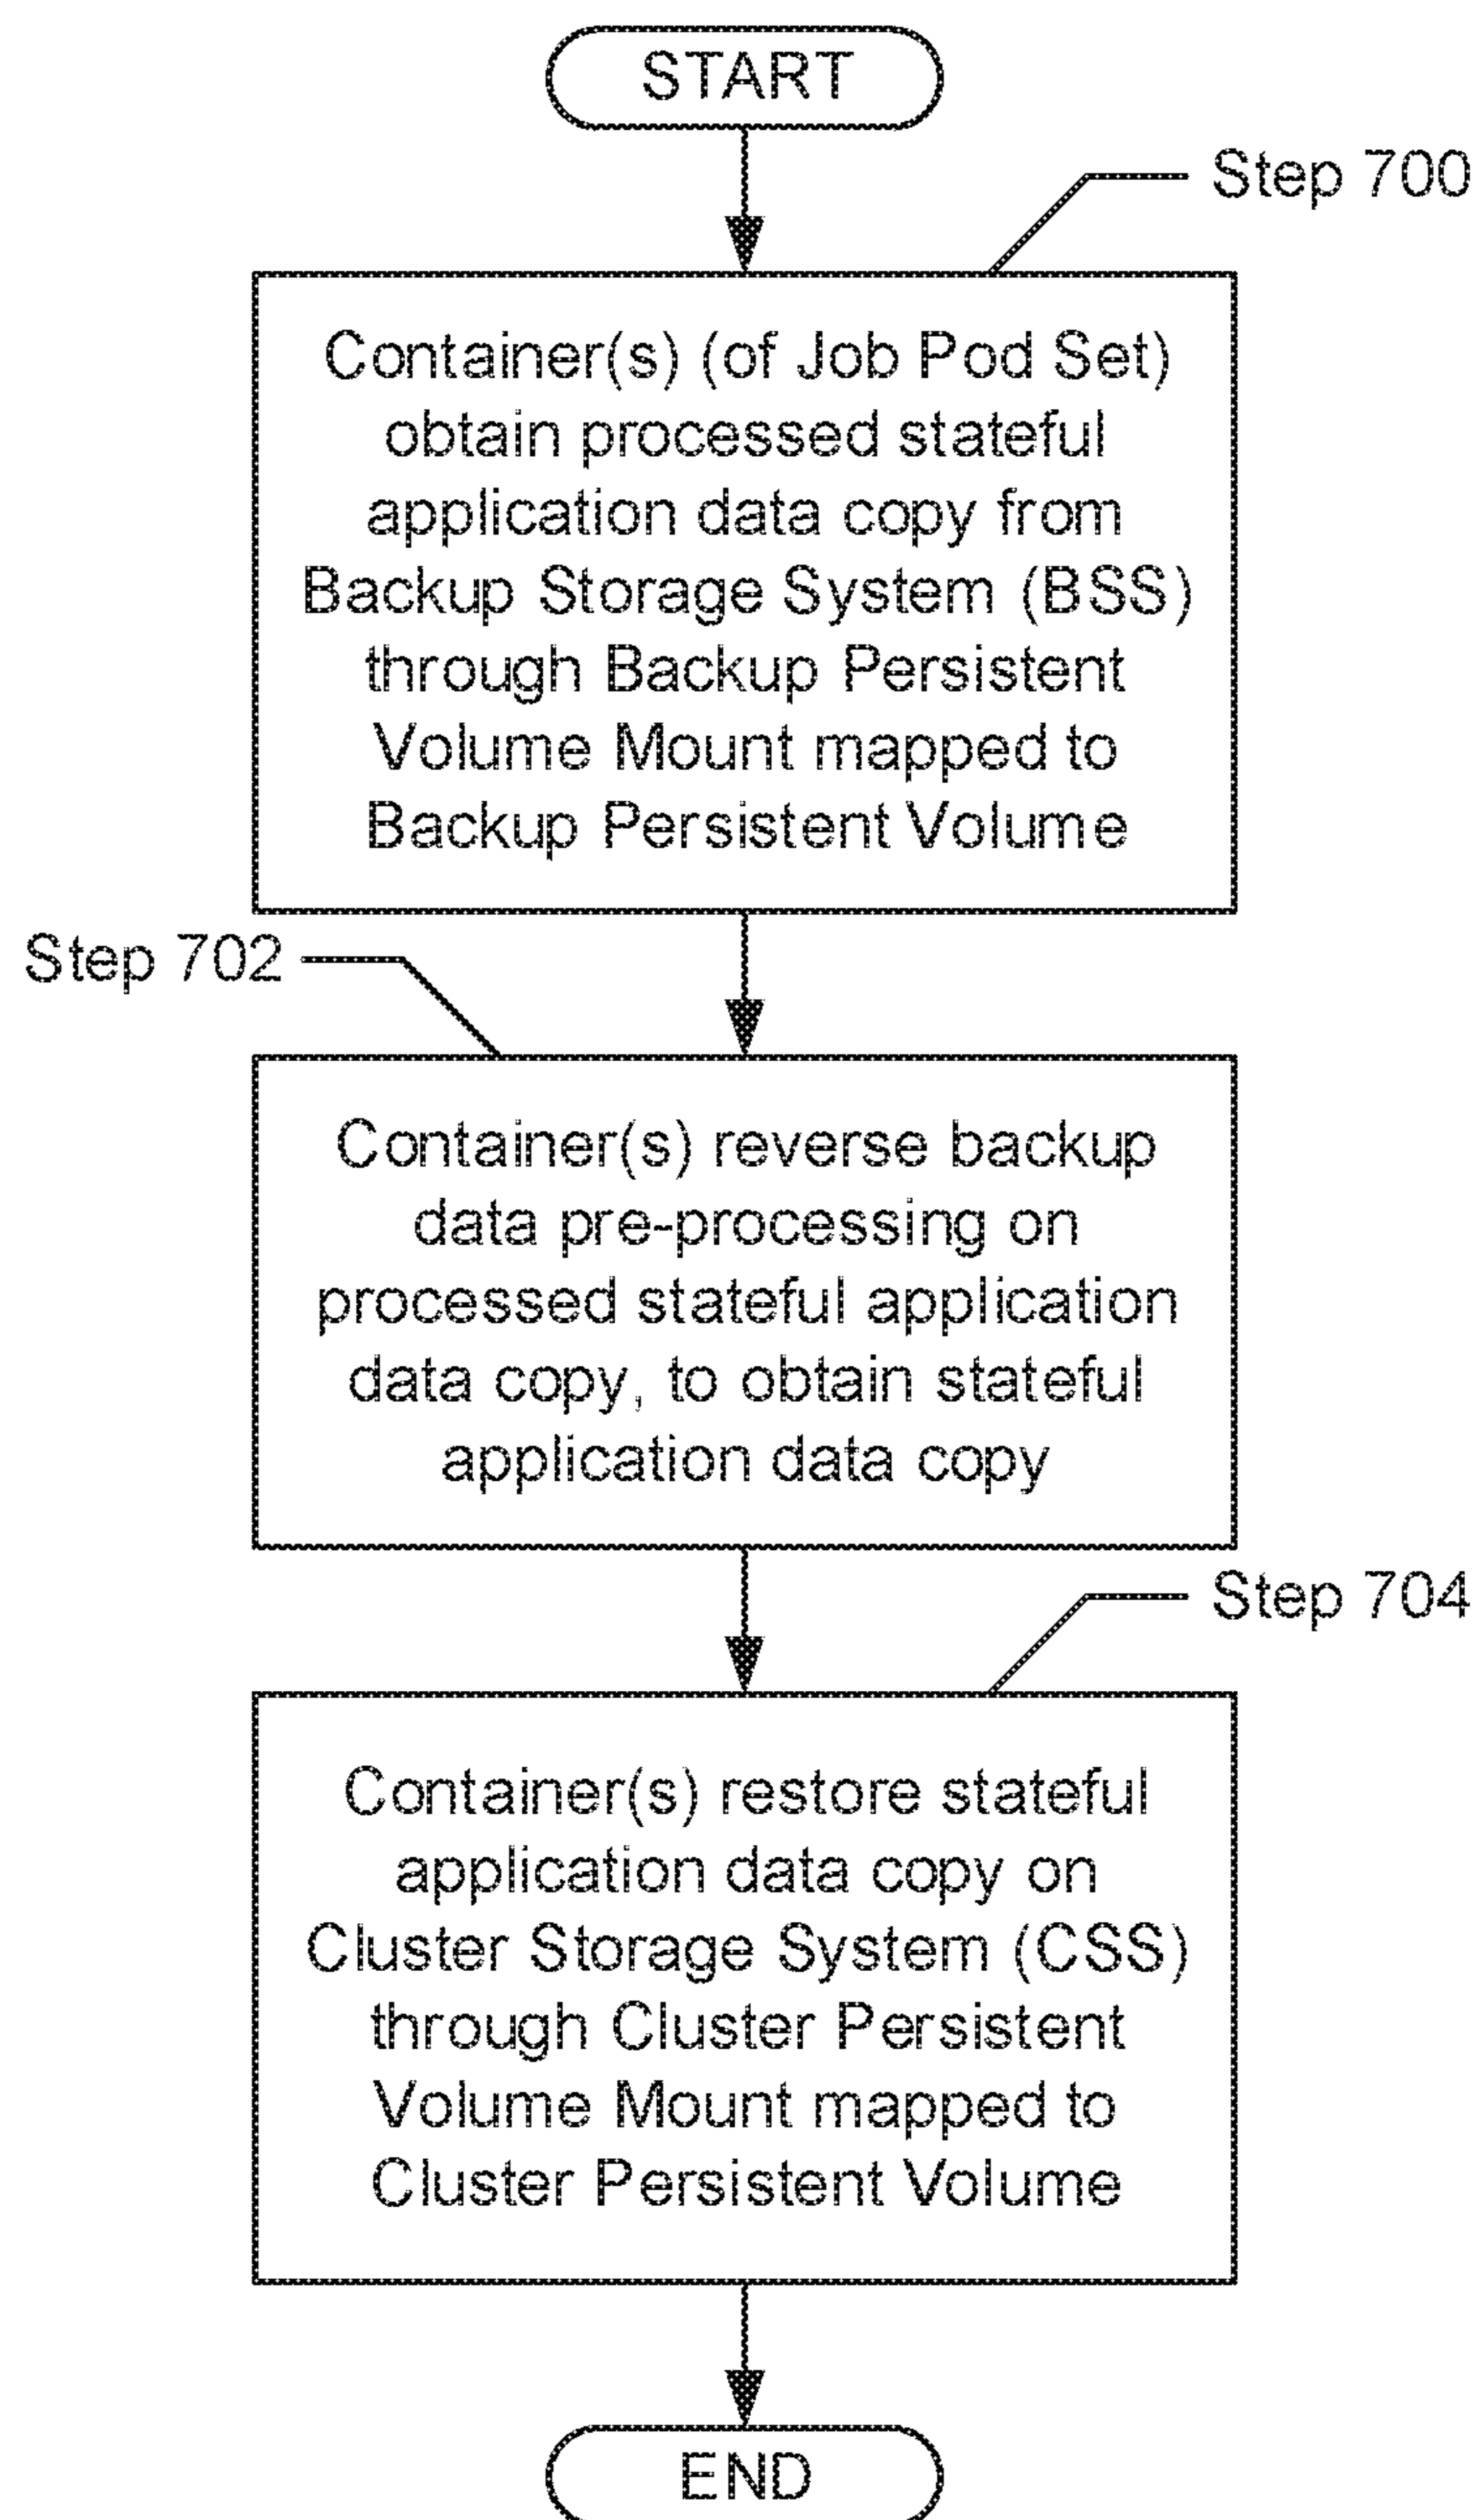 START
Step 700
Container(s) (of Job Pod Set)
obtain processed stateful
application data copy from
Backup Storage System (BSS)
through Backup Persistent
Volume Mount mapped to
Backup Persistent Volume
Step 702
Container(s) reverse backup
data pre-processing on
processed stateful application
data copy, to obtain stateful
application data copy
Step 704
Container(s) restore stateful
application data copy on
Cluster Storage System (CSS)
through Cluster Persistent
Volume Mount mapped to
Cluster Persistent Volume
END